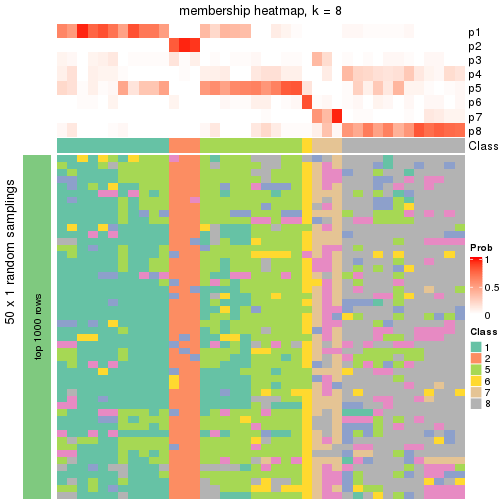 membership heatmap, k = 8
p1
p2
p3
p4
p5
p6
p7
p8
Class
50 x 1 random samplings
top 1000 rows
Prob
1
0.5
0
Class
1
2
5
6
7
8